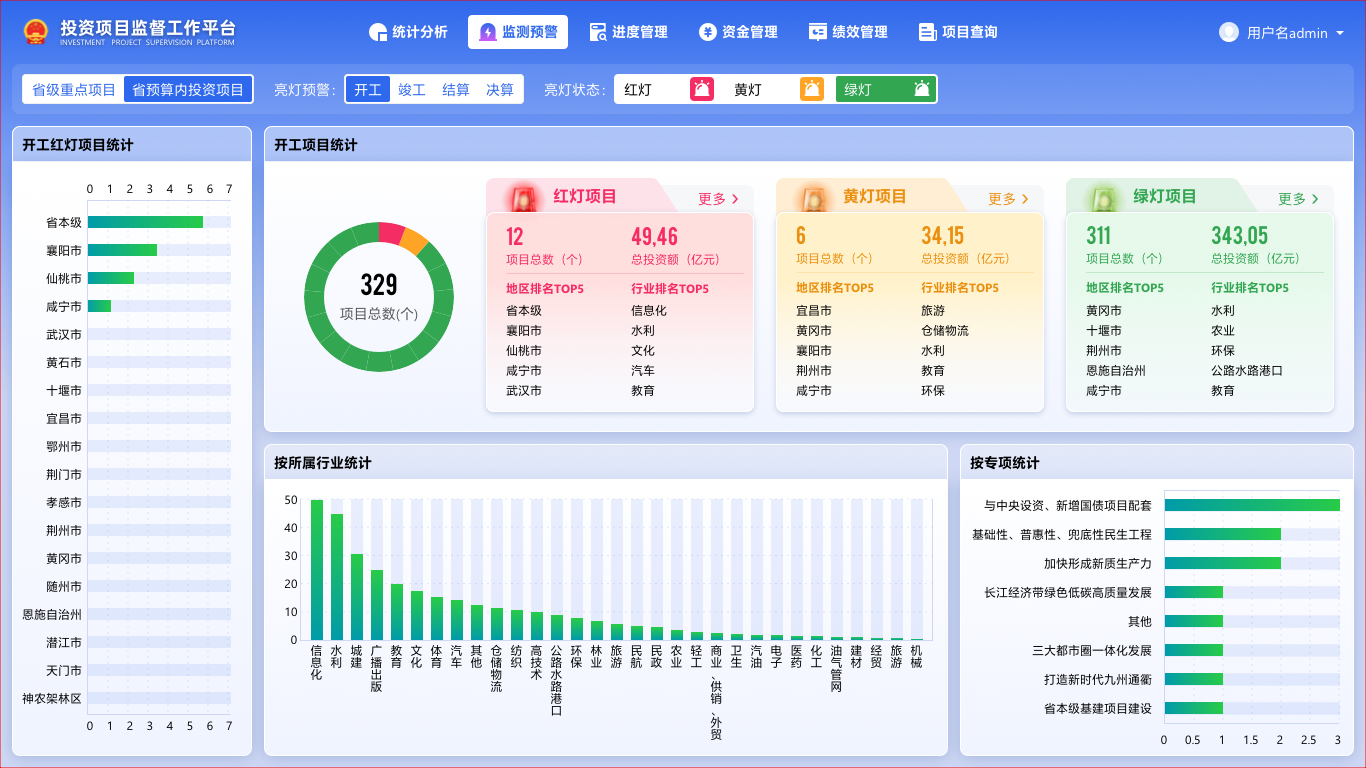 投资项目监督工作平台
INVESTMENT PROJECT SUPERVISION PLATFORM
统计分析 监测预警 进度管理 资金管理 绩效管理 项目查询
用户名admin
省级重点项目 省预算内投资项目 亮灯预警: 开工 竣工 结算 决算 亮灯状态: 红灯 黄灯 绿灯
开工红灯项目统计
0 1 2 3 4 5 6 7
省本级
襄阳市
仙桃市
咸宁市
武汉市
黄石市
十堰市
宜昌市
鄂州市
荆门市
孝感市
荆州市
黄冈市
随州市
恩施自治州
潜江市
天门市
神农架林区
0 1 2 3 4 5 6 7
开工项目统计
329
项目总数(个)
红灯项目 更多
12 49,46
项目总数（个） 总投资额（亿元）
地区排名TOP5 行业排名TOP5
省本级 信息化
襄阳市 水利
仙桃市 文化
咸宁市 汽车
武汉市 教育
黄灯项目 更多
6 34,15
项目总数（个） 总投资额（亿元）
地区排名TOP5 行业排名TOP5
宜昌市 旅游
黄冈市 仓储物流
襄阳市 水利
荆州市 教育
咸宁市 环保
绿灯项目 更多
311 343,05
项目总数（个） 总投资额（亿元）
地区排名TOP5 行业排名TOP5
黄冈市 水利
十堰市 农业
荆州市 环保
恩施自治州 公路水路港口
咸宁市 教育
按所属行业统计
50
40
30
20
10
0
信息化
水利
城建
广播出版
教育
文化
体育
汽车
其他
仓储物流
纺织
高技术
公路水路港口
环保
林业
旅游
民航
民政
农业
轻工
商业、供销、外贸
卫生
汽油
电子
医药
化工
油气管网
建材
经贸
旅游
机械
按专项统计
与中央设资、新增国债项目配套
基础性、普惠性、兜底性民生工程
加快形成新质生产力
长江经济带绿色低碳高质量发展
其他
三大都市圈一体化发展
打造新时代九州通衢
省本级基建项目建设
0 0.5 1 1.5 2 2.5 3